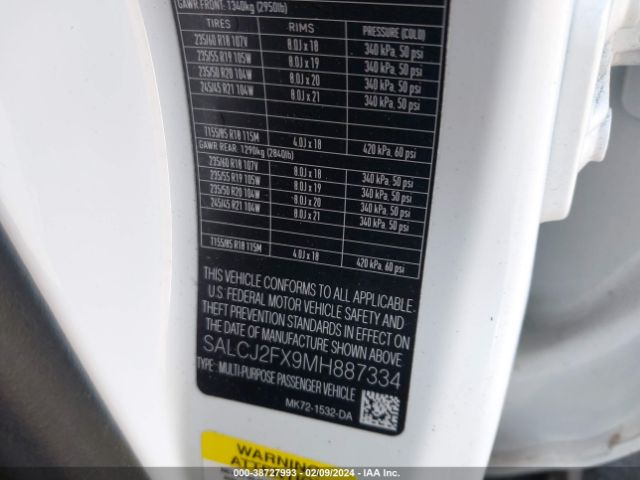 GAWR FRONT: 1340kg (2950lb)
TIRES RIMS PRESSURE (COLD)
235/60 R18 107V 8.0J x 18 340 kPa, 50 psi
235/55 R19 105W 8.0J x 19 340 kPa, 50 psi
235/50 R20 104W 8.0J x 20 340 kPa, 50 psi
245/45 R21 104W 8.0J x 21 340 kPa, 50 psi
T155/85 R18 115M 4.0J x 18 420 kPa, 60 psi
GAWR REAR: 1290kg (2840lb)
235/60 R18 107V 8.0J x 18 340 kPa, 50 psi
235/55 R19 105W 8.0J x 19 340 kPa, 50 psi
235/50 R20 104W 8.0J x 20 340 kPa, 50 psi
245/45 R21 104W 8.0J x 21 340 kPa, 50 psi
T155/85 R18 115M 4.0J x 18 420 kPa, 60 psi
THIS VEHICLE CONFORMS TO ALL APPLICABLE
U.S. FEDERAL MOTOR VEHICLE SAFETY AND
THEFT PREVENTION STANDARDS IN EFFECT ON
THE DATE OF MANUFACTURE SHOWN ABOVE
SALCJ2FX9MH887334
TYPE: MULTI-PURPOSE PASSENGER VEHICLE
MK72-1532-DA
WARNING
000-38727993 - 02/09/2024 - IAA, Inc.